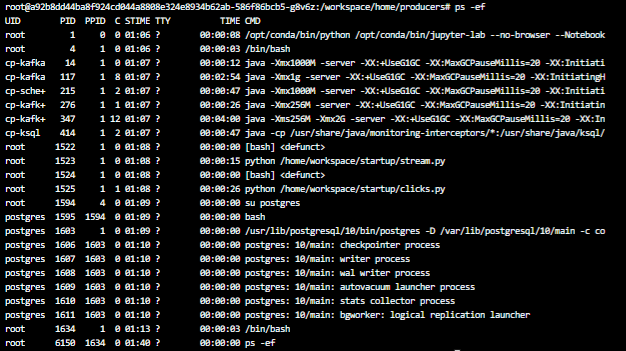 root@a92b8dd44ba8f924cd044a8808e324e8934b62ab-586f86bcb5-g8v6z:/workspace/home/producers# ps -ef
UID PID PPID C STIME TTY TIME CMD
root 1 0 0 01:06 ? 00:00:08 /opt/conda/bin/python /opt/conda/bin/jupyter-lab --no-browser --Notebook
root 4 1 0 01:06 ? 00:00:03 /bin/bash
cp-kafka 14 1 0 01:07 ? 00:00:12 java -Xmx1000M -server -XX:+UseG1GC -XX:MaxGCPauseMillis=20 -XX:Initiati
cp-kafka 117 1 8 01:07 ? 00:02:54 java -Xmx1g -server -XX:+UseG1GC -XX:MaxGCPauseMillis=20 -XX:InitiatingH
cp-sche+ 215 1 2 01:07 ? 00:00:47 java -Xmx1000M -server -XX:+UseG1GC -XX:MaxGCPauseMillis=20 -XX:Initiati
cp-kafk+ 276 1 1 01:07 ? 00:00:26 java -Xmx256M -server -XX:+UseG1GC -XX:MaxGCPauseMillis=20 -XX:Initiatin
cp-kafk+ 347 1 12 01:07 ? 00:04:00 java -Xms256M -Xmx2G -server -XX:+UseG1GC -XX:MaxGCPauseMillis=20 -XX:In
cp-ksql 414 1 2 01:07 ? 00:00:47 java -cp /usr/share/java/monitoring-interceptors/*:/usr/share/java/ksql/
root 1522 1 0 01:08 ? 00:00:00 [bash] <defunct>
root 1523 1 0 01:08 ? 00:00:15 python /home/workspace/startup/stream.py
root 1524 1 0 01:08 ? 00:00:00 [bash] <defunct>
root 1525 1 1 01:08 ? 00:00:26 python /home/workspace/startup/clicks.py
root 1594 4 0 01:09 ? 00:00:00 su postgres
postgres 1595 1594 0 01:09 ? 00:00:00 bash
postgres 1603 1 0 01:09 ? 00:00:00 /usr/lib/postgresql/10/bin/postgres -D /var/lib/postgresql/10/main -c co
postgres 1606 1603 0 01:10 ? 00:00:00 postgres: 10/main: checkpointer process
postgres 1607 1603 0 01:10 ? 00:00:00 postgres: 10/main: writer process
postgres 1608 1603 0 01:10 ? 00:00:00 postgres: 10/main: wal writer process
postgres 1609 1603 0 01:10 ? 00:00:00 postgres: 10/main: autovacuum launcher process
postgres 1610 1603 0 01:10 ? 00:00:00 postgres: 10/main: stats collector process
postgres 1611 1603 0 01:10 ? 00:00:00 postgres: 10/main: bgworker: logical replication launcher
root 1634 1 0 01:13 ? 00:00:03 /bin/bash
root 6150 1634 0 01:40 ? 00:00:00 ps -ef